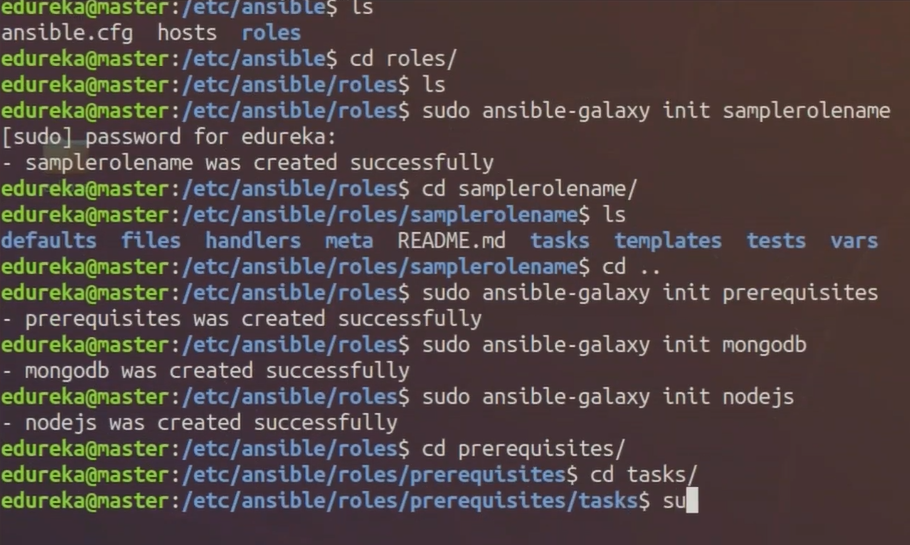 edureka@master:/etc/ansible$ ls
ansible.cfg  hosts  roles
edureka@master:/etc/ansible$ cd roles/
edureka@master:/etc/ansible/roles$ ls
edureka@master:/etc/ansible/roles$ sudo ansible-galaxy init samplerolename
[sudo] password for edureka:
- samplerolename was created successfully
edureka@master:/etc/ansible/roles$ cd samplerolename/
edureka@master:/etc/ansible/roles/samplerolename$ ls
defaults  files  handlers  meta  README.md  tasks  templates  tests  vars
edureka@master:/etc/ansible/roles/samplerolename$ cd ..
edureka@master:/etc/ansible/roles$ sudo ansible-galaxy init prerequisites
- prerequisites was created successfully
edureka@master:/etc/ansible/roles$ sudo ansible-galaxy init mongodb
- mongodb was created successfully
edureka@master:/etc/ansible/roles$ sudo ansible-galaxy init nodejs
- nodejs was created successfully
edureka@master:/etc/ansible/roles$ cd prerequisites/
edureka@master:/etc/ansible/roles/prerequisites$ cd tasks/
edureka@master:/etc/ansible/roles/prerequisites/tasks$ su